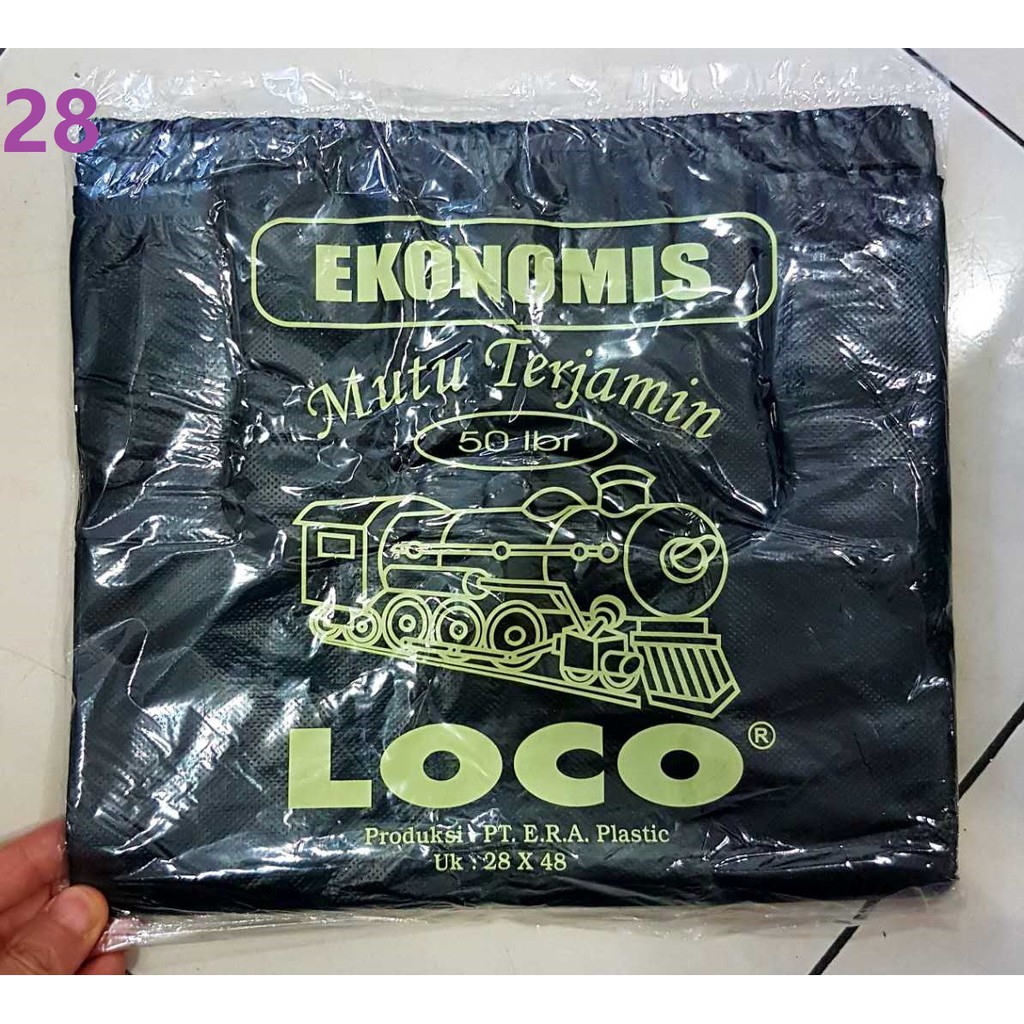 28
EKONOMIS
Mutu Terjamin
50 lbr
LOCO®
Produksi : PT. E.R.A. Plastic
Uk : 28 X 48